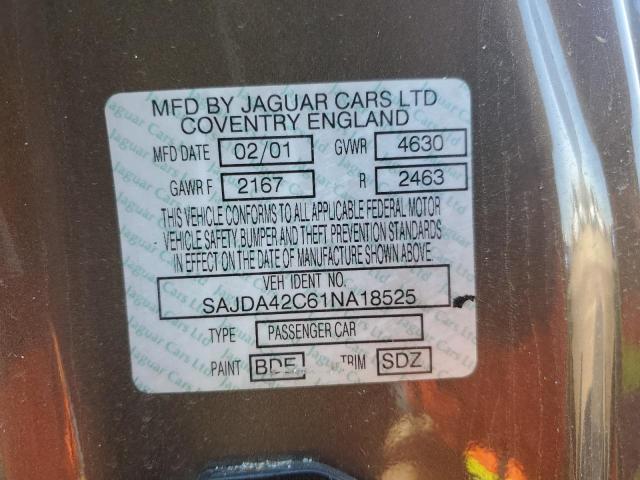 MFD BY JAGUAR CARS LTD
COVENTRY ENGLAND
MFD DATE 02/01 GVWR 4630
GAWR F 2167 R 2463
THIS VEHICLE CONFORMS TO ALL APPLICABLE FEDERAL MOTOR
VEHICLE SAFETY, BUMPER AND THEFT PREVENTION STANDARDS
IN EFFECT ON THE DATE OF MANUFACTURE SHOWN ABOVE.
VEH IDENT NO.
SAJDA42C61NA18525
TYPE PASSENGER CAR
PAINT TRIM SDZ